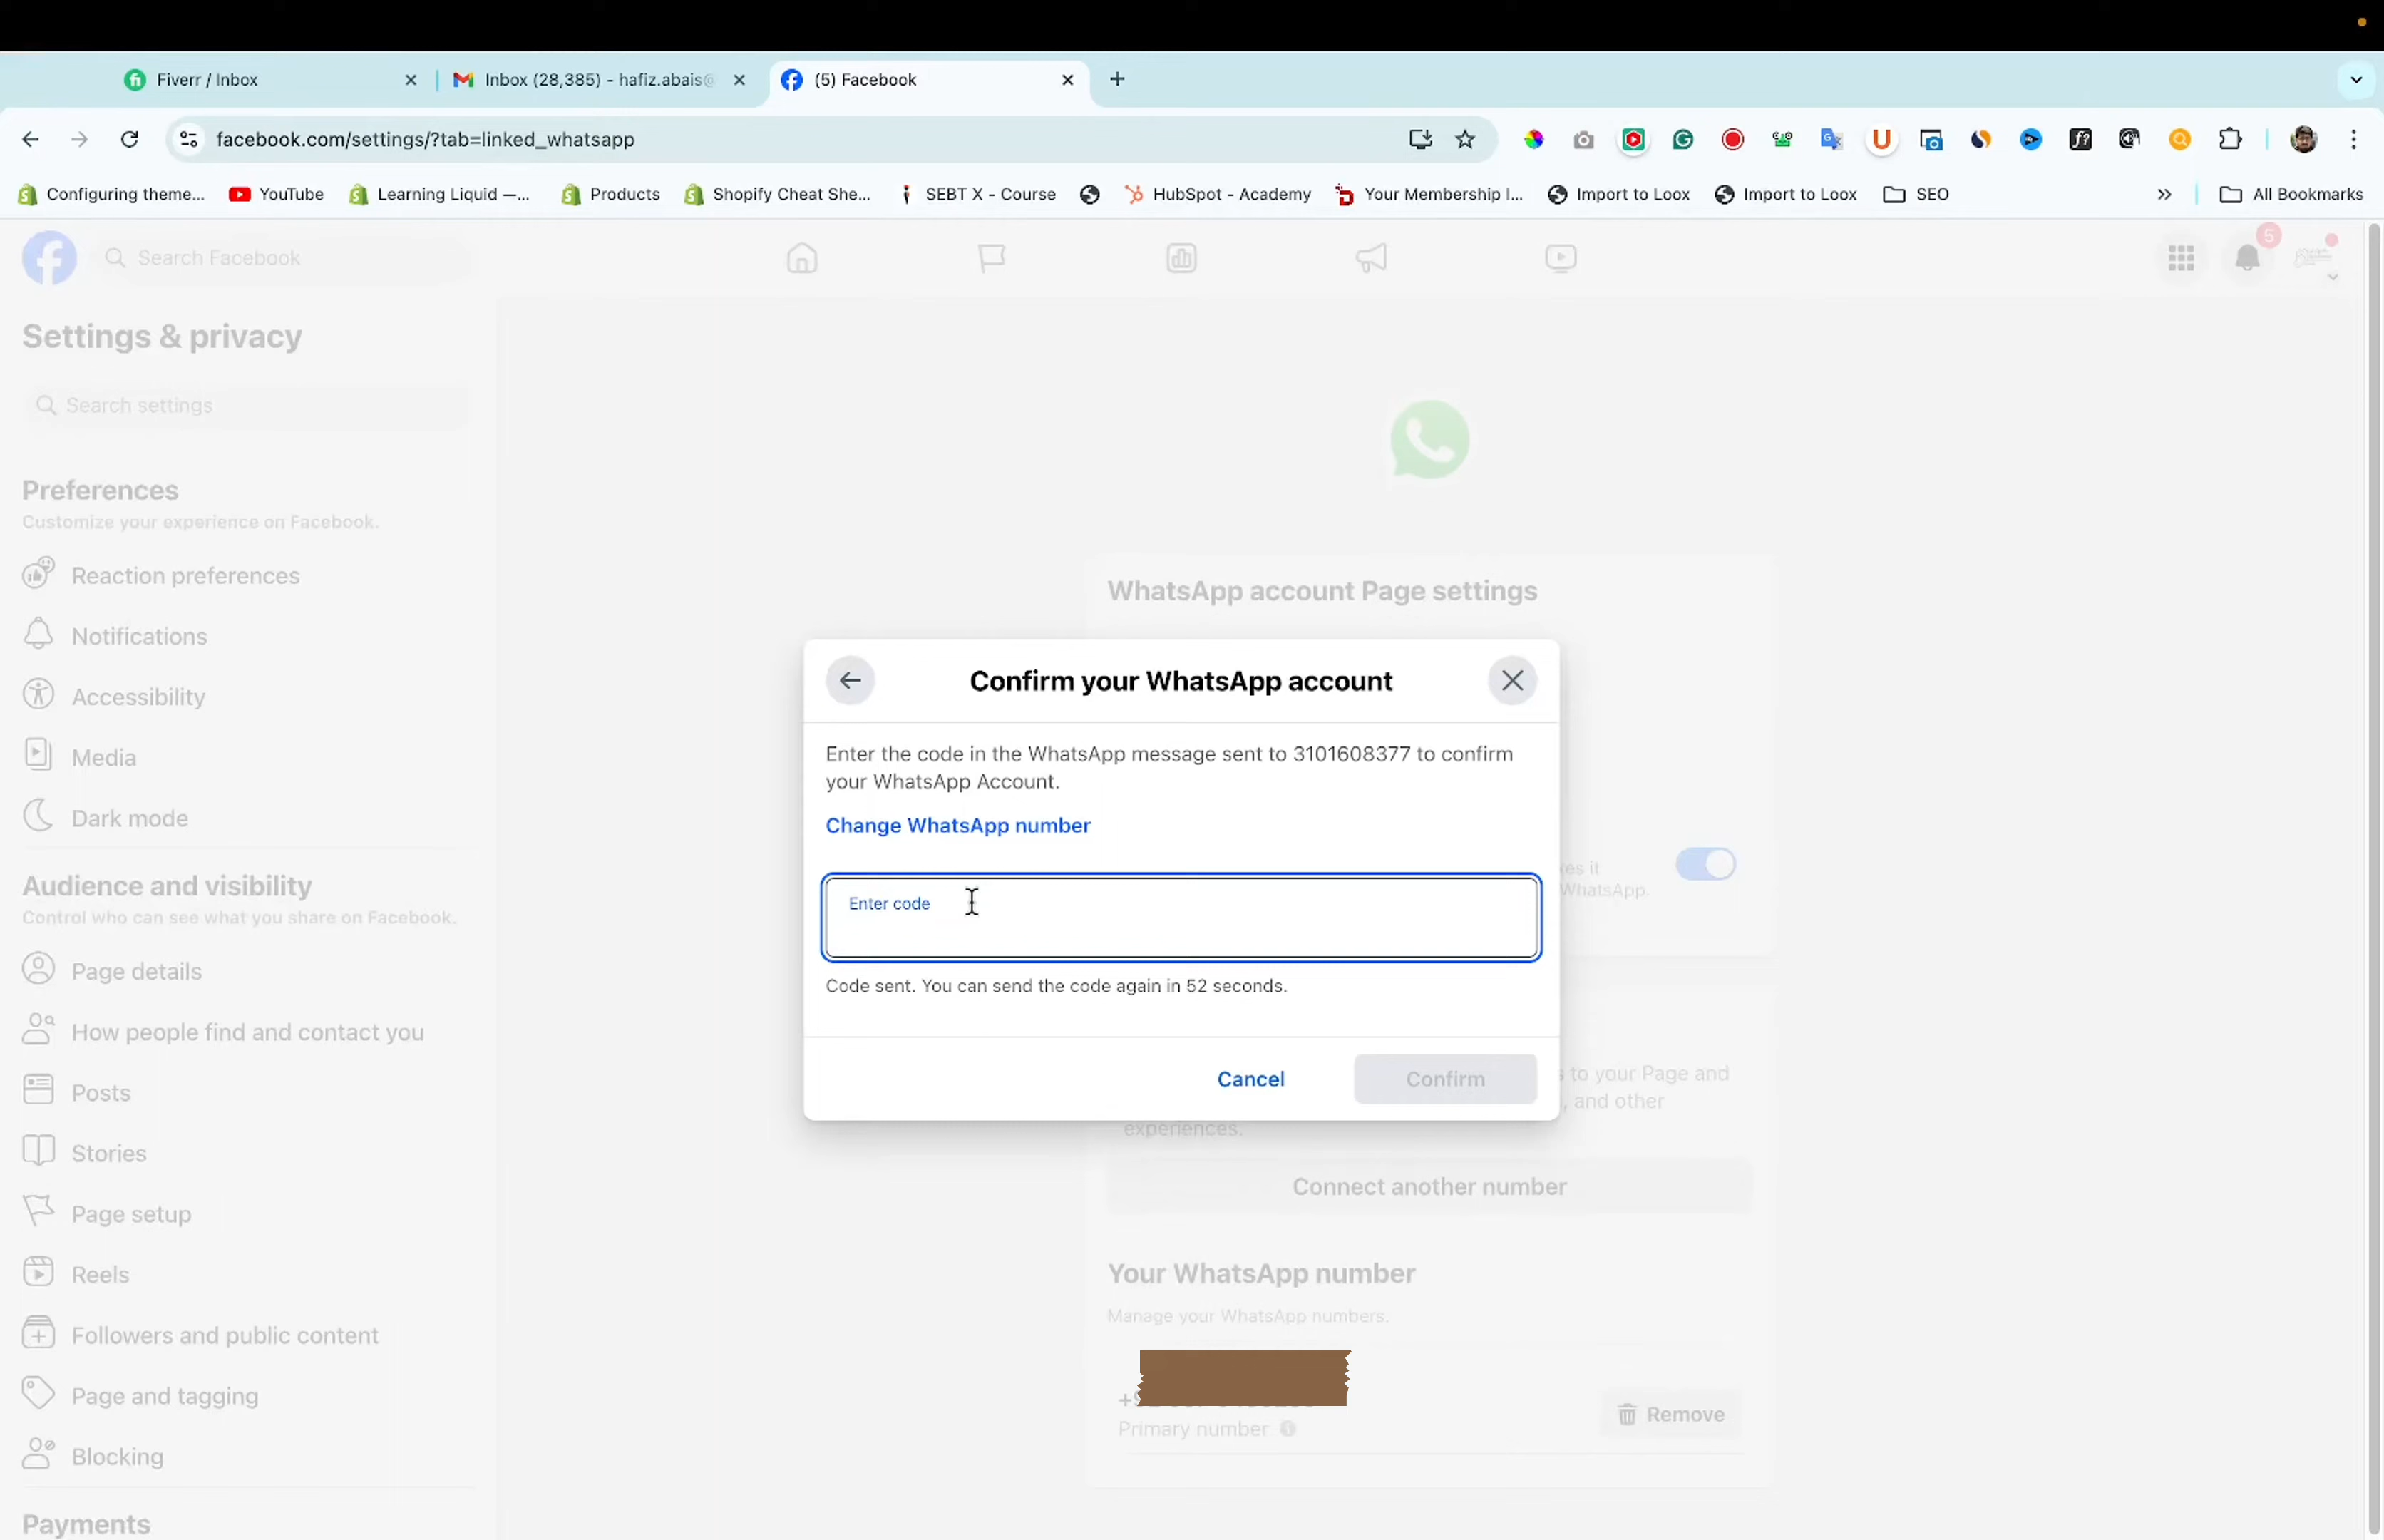 Fiverr / Inbox
Inbox (28,385) - hafiz.abais@
(5) Facebook
facebook.com/settings/?tab=linked_whatsapp
Configuring theme...
YouTube
Learning Liquid —...
Products
Shopify Cheat She...
SEBT X - Course
HubSpot - Academy
Your Membership I...
Import to Loox
Import to Loox
SEO
All Bookmarks
Search Facebook
5
Settings & privacy
Search settings
Preferences
Customize your experience on Facebook.
Reaction preferences
Notifications
Accessibility
Media
Dark mode
Audience and visibility
Control who can see what you share on Facebook.
Page details
How people find and contact you
Posts
Stories
Page setup
Reels
Followers and public content
Page and tagging
Blocking
Payments
WhatsApp account Page settings
Confirm your WhatsApp account
Enter the code in the WhatsApp message sent to 3101608377 to confirm
your WhatsApp Account.
Change WhatsApp number
Enter code
Code sent. You can send the code again in 52 seconds.
Cancel
Confirm
it
WhatsApp.
to your Page and
, and other
experiences.
Connect another number
Your WhatsApp number
Manage your WhatsApp numbers.
Primary number
Remove